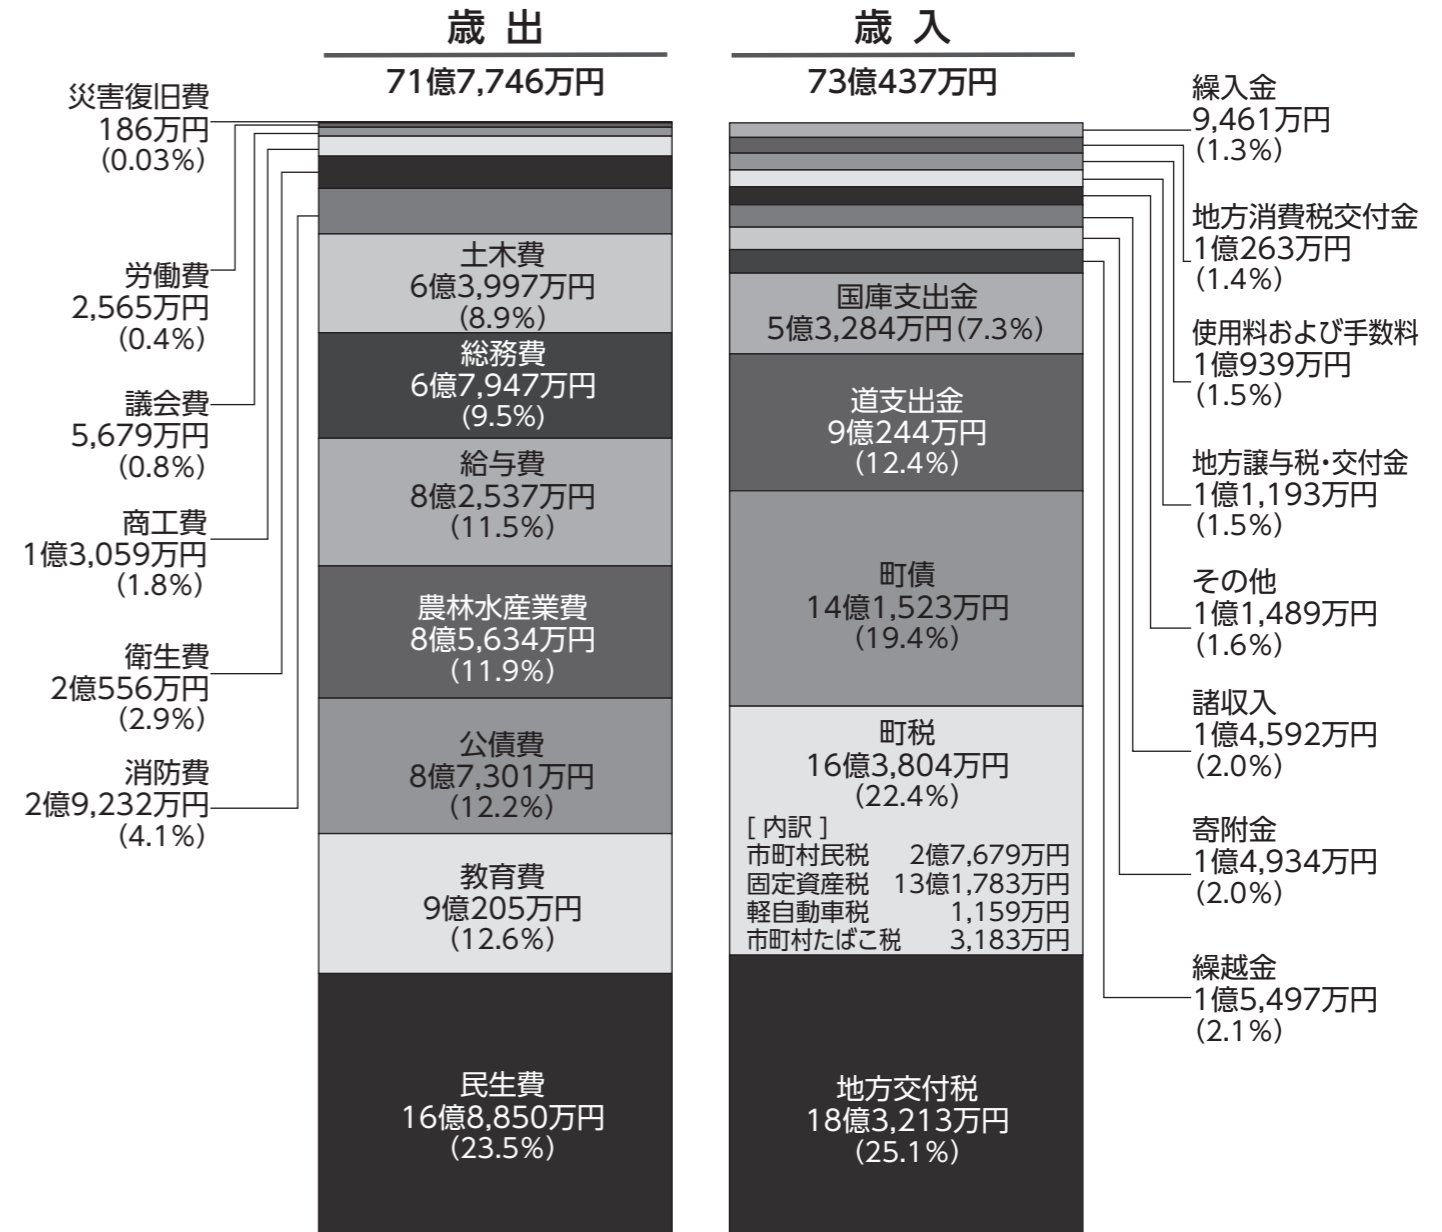 歳出
71億7,746万円
災害復旧費
186万円
(0.03%)
労働費
2,565万円
(0.4%)
議会費
5,679万円
(0.8%)
商工費
1億3,059万円
(1.8%)
衛生費
2億556万円
(2.9%)
消防費
2億9,232万円
(4.1%)
土木費
6億3,997万円
(8.9%)
総務費
6億7,947万円
(9.5%)
給与費
8億2,537万円
(11.5%)
農林水産業費
8億5,634万円
(11.9%)
公債費
8億7,301万円
(12.2%)
教育費
9億205万円
(12.6%)
民生費
16億8,850万円
(23.5%)
歳入
73億437万円
繰入金
9,461万円
(1.3%)
地方消費税交付金
1億263万円
(1.4%)
使用料および手数料
1億939万円
(1.5%)
地方譲与税・交付金
1億1,193万円
(1.5%)
その他
1億1,489万円
(1.6%)
諸収入
1億4,592万円
(2.0%)
寄附金
1億4,934万円
(2.0%)
繰越金
1億5,497万円
(2.1%)
国庫支出金
5億3,284万円(7.3%)
道支出金
9億244万円
(12.4%)
町債
14億1,523万円
(19.4%)
町税
16億3,804万円
(22.4%)
[内訳]
市町村民税 2億7,679万円
固定資産税 13億1,783万円
軽自動車税 1,159万円
市町村たばこ税 3,183万円
地方交付税
18億3,213万円
(25.1%)